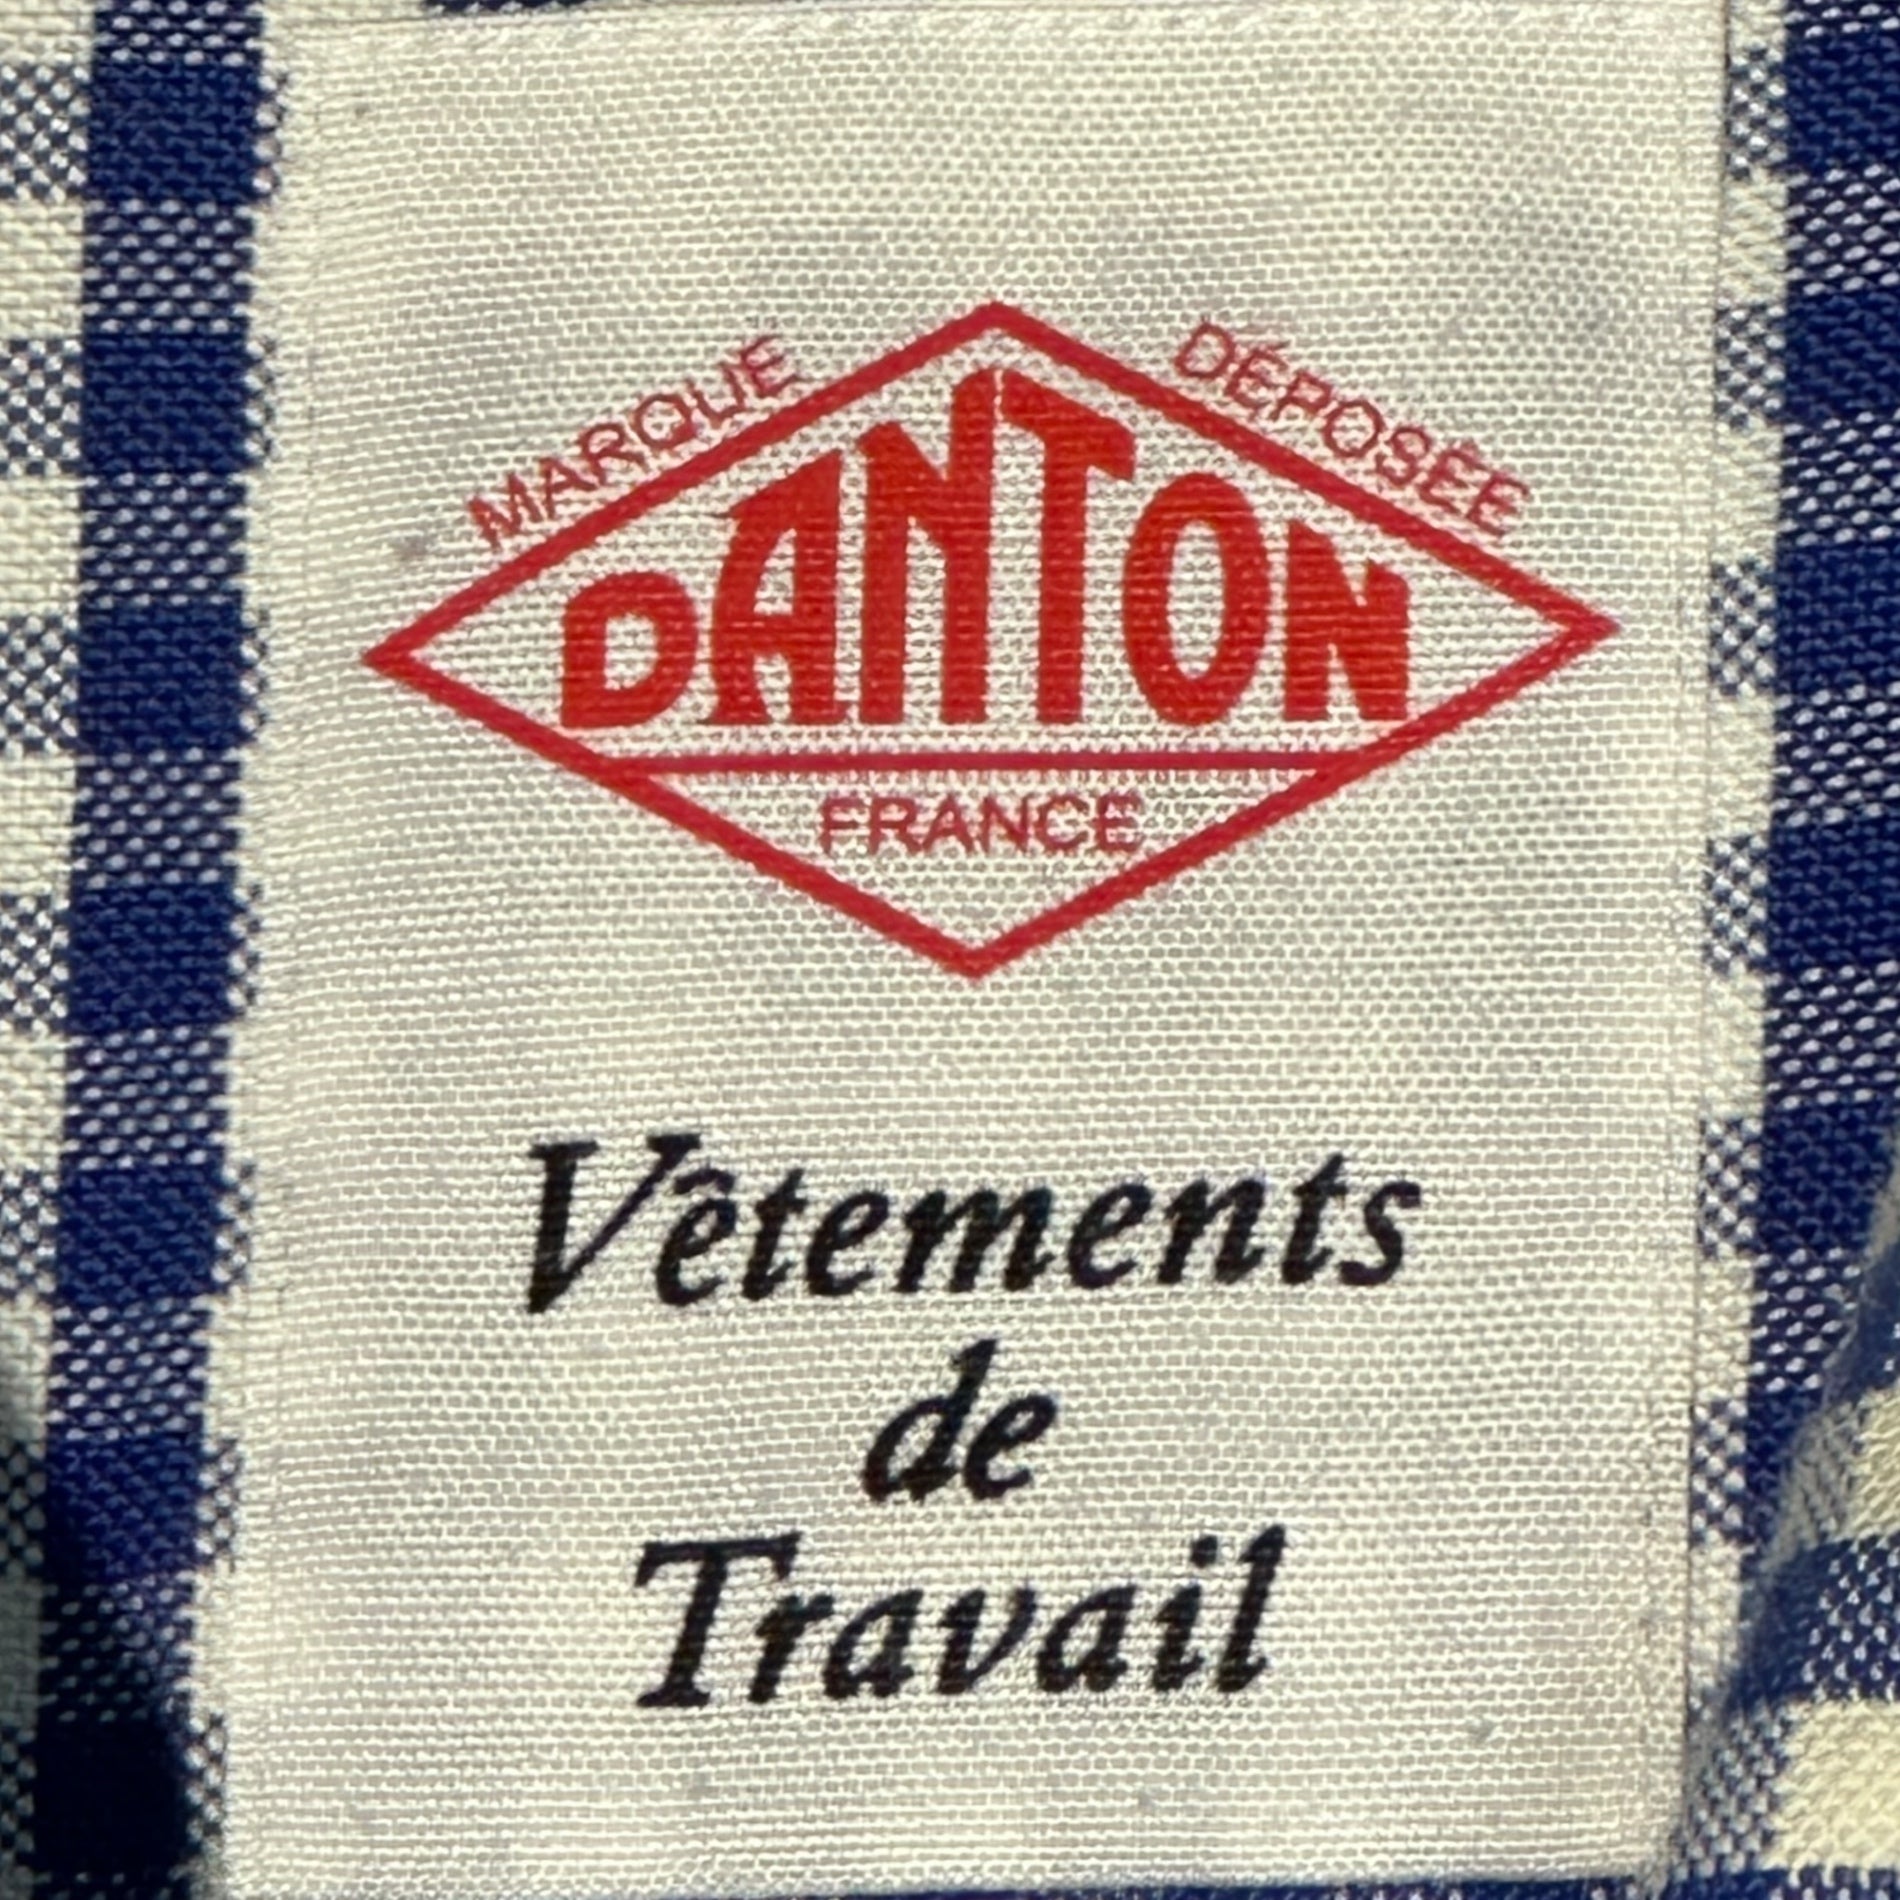 MARQUE DÉPOSÉE
DANTON
FRANCE
Vêtements
de
Travail